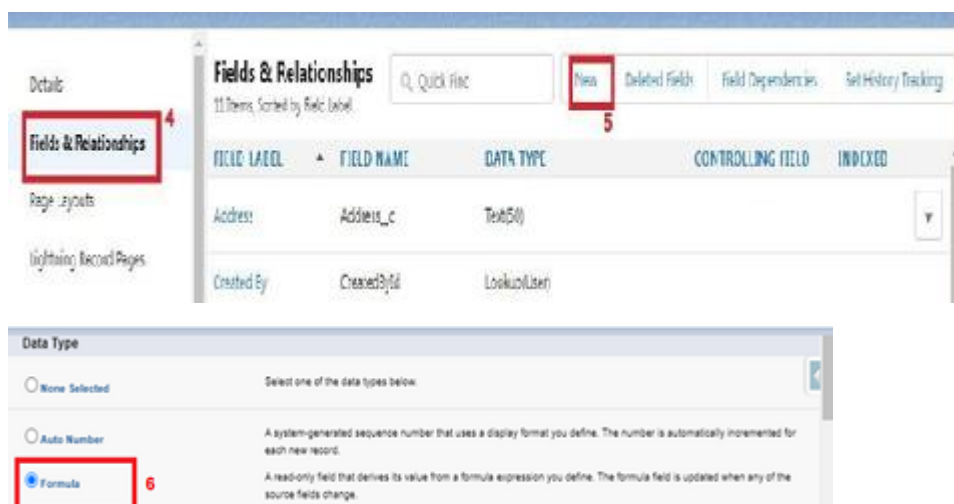 Details
Fields & Relationships
4
Page Layouts
Lightning Record Pages
Fields & Relationships
11 Items, Sorted by Field Label
Quick Find
New
5
Deleted Fields
Field Dependencies
Set History Tracking
FIELD LABEL FIELD NAME DATA TYPE CONTROLLING FIELD INDEXED
Address Address__c Text(50)
Created By CreatedById Lookup(User)
Data Type
None Selected Select one of the data types below.
Auto Number A system-generated sequence number that uses a display format you define. The number is automatically incremented for
each new record.
Formula 6 A read-only field that derives its value from a formula expression you define. The formula field is updated when any of the
source fields change.